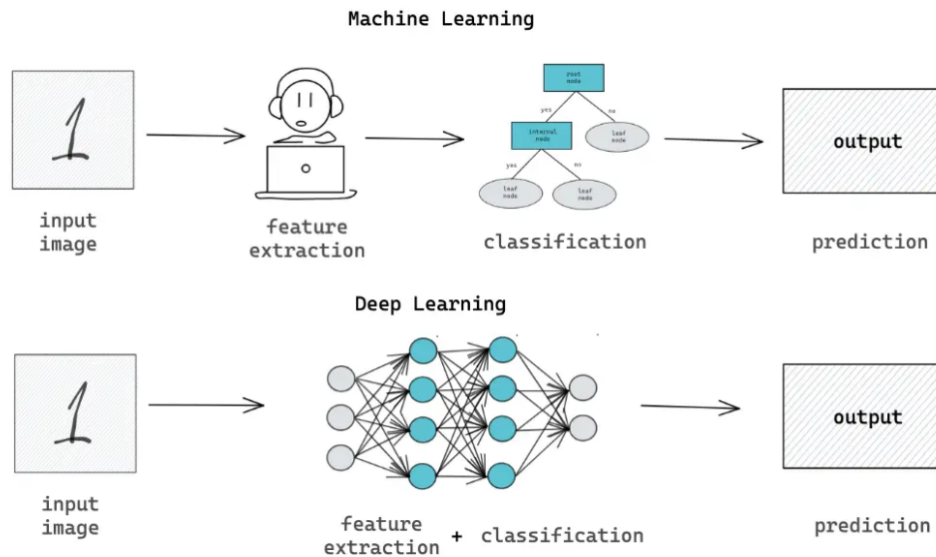 Machine Learning
1
root
node
yes
no
internal
node
leaf
node
yes
no
leaf
node
leaf
node
output
input
image
feature
extraction
classification
prediction
Deep Learning
1
output
input
image
feature
extraction
+ classification
prediction